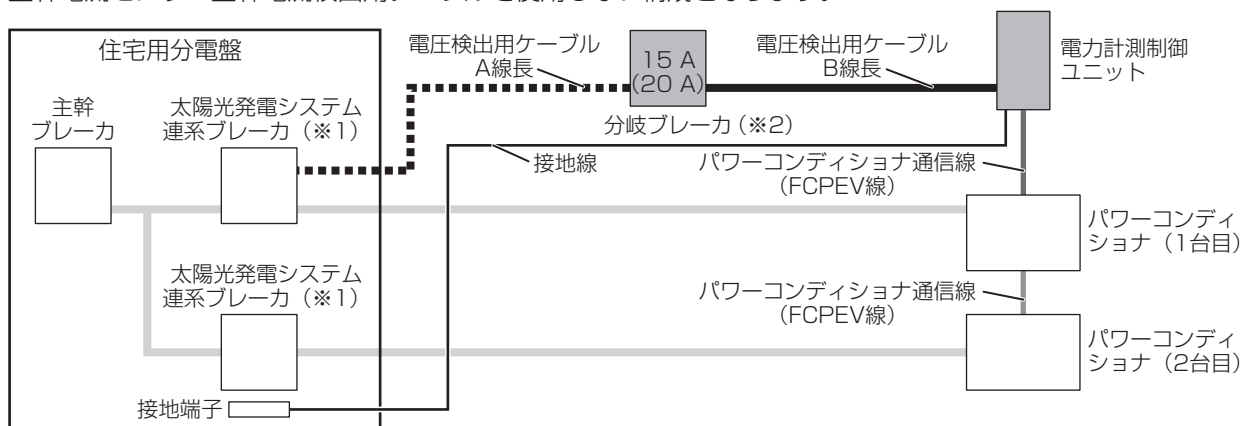 住宅用分電盤
主幹
ブレーカ
太陽光発電システム
連系ブレーカ（※1）
電圧検出用ケーブル
A線長
15 A
(20 A)
分岐ブレーカ（※2）
電圧検出用ケーブル
B線長
電力計測制御
ユニット
接地線
パワーコンディショナ通信線
（FCPEV線）
パワーコンディ
ショナ（1台目）
太陽光発電システム
連系ブレーカ（※1）
パワーコンディショナ通信線
（FCPEV線）
パワーコンディ
ショナ（2台目）
接地端子